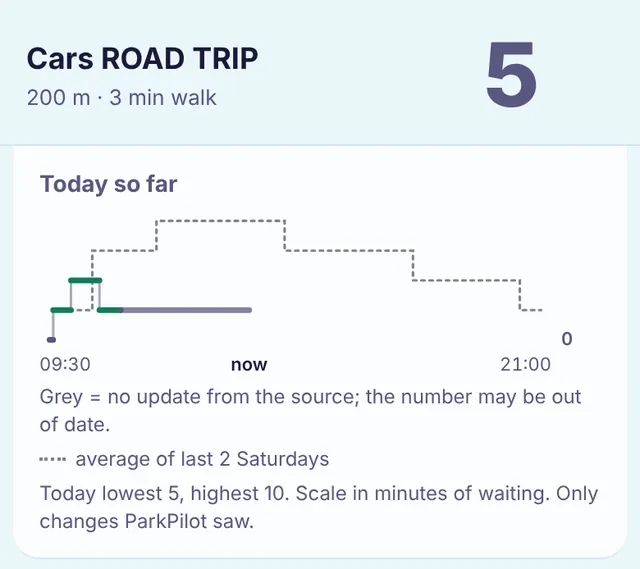 Cars ROAD TRIP
5
200 m · 3 min walk
Today so far
0
09:30 now 21:00
Grey = no update from the source; the number may be out
of date.
average of last 2 Saturdays
Today lowest 5, highest 10. Scale in minutes of waiting. Only
changes ParkPilot saw.